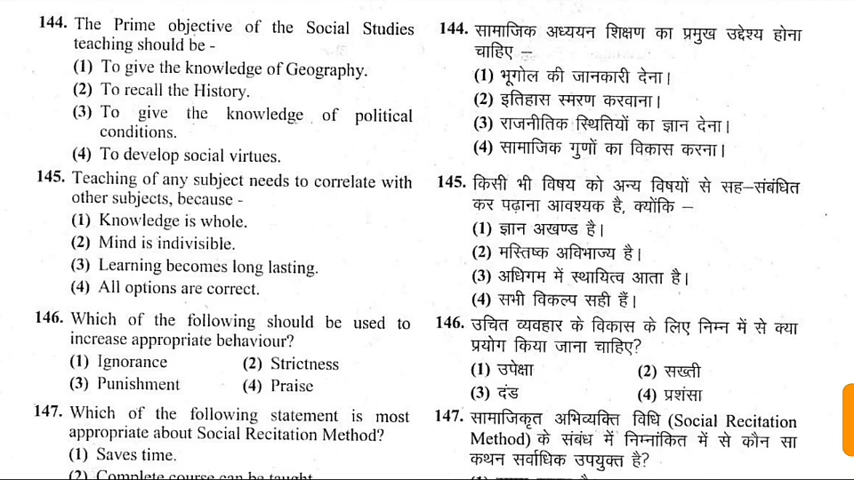 144. The Prime objective of the Social Studies
teaching should be -
(1) To give the knowledge of Geography.
(2) To recall the History.
(3) To give the knowledge of political
conditions.
(4) To develop social virtues.
145. Teaching of any subject needs to correlate with
other subjects, because -
(1) Knowledge is whole.
(2) Mind is indivisible.
(3) Learning becomes long lasting.
(4) All options are correct.
146. Which of the following should be used to
increase appropriate behaviour?
(1) Ignorance (2) Strictness
(3) Punishment (4) Praise
147. Which of the following statement is most
appropriate about Social Recitation Method?
(1) Saves time.
(2) Complete course can be taught
144. सामाजिक अध्ययन शिक्षण का प्रमुख उद्देश्य होना
चाहिए –
(1) भूगोल की जानकारी देना।
(2) इतिहास स्मरण करवाना।
(3) राजनीतिक स्थितियों का ज्ञान देना।
(4) सामाजिक गुणों का विकास करना।
145. किसी भी विषय को अन्य विषयों से सह–संबंधित
कर पढ़ाना आवश्यक है, क्योंकि –
(1) ज्ञान अखण्ड है।
(2) मस्तिष्क अविभाज्य है।
(3) अधिगम में स्थायित्व आता है।
(4) सभी विकल्प सही हैं।
146. उचित व्यवहार के विकास के लिए निम्न में से क्या
प्रयोग किया जाना चाहिए?
(1) उपेक्षा (2) सख्ती
(3) दंड (4) प्रशंसा
147. सामाजिकृत अभिव्यक्ति विधि (Social Recitation
Method) के संबंध में निम्नांकित में से कौन सा
कथन सर्वाधिक उपयुक्त है?